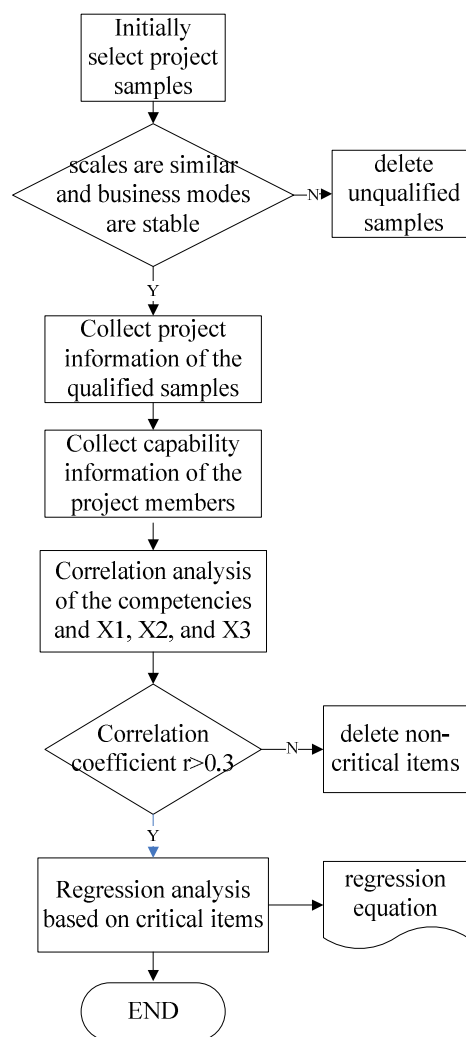 Initially
select project
samples
scales are similar
and business modes
are stable
N
delete
unqualified
samples
Y
Collect project
information of the
qualified samples
Collect capability
information of the
project members
Correlation analysis
of the competencies
and X1, X2, and X3
Correlation
coefficient r>0.3
N
delete non-
critical items
Y
Regression analysis
based on critical items
regression
equation
END